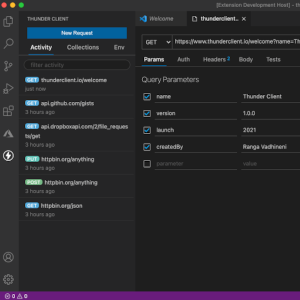 [Extension Development Host] - th
THUNDER CLIENT
New Request
Activity Collections Env
filter activity
GET thunderclient.io/welcome
just now
GET api.github.com/gists
3 hours ago
GET api.dropboxapi.com/2/file_reques
ts/get
3 hours ago
PUT httpbin.org/anything
3 hours ago
POST httpbin.org/anything
3 hours ago
GET httpbin.org/json
3 hours ago
Welcome
thunderclient.io
GET https://www.thunderclient.io/welcome?name=Th
Params Auth Headers 2 Body Tests
Query Parameters
name Thunder Client
version 1.0.0
launch 2021
createdBy Ranga Vadhineni
parameter value
0 0